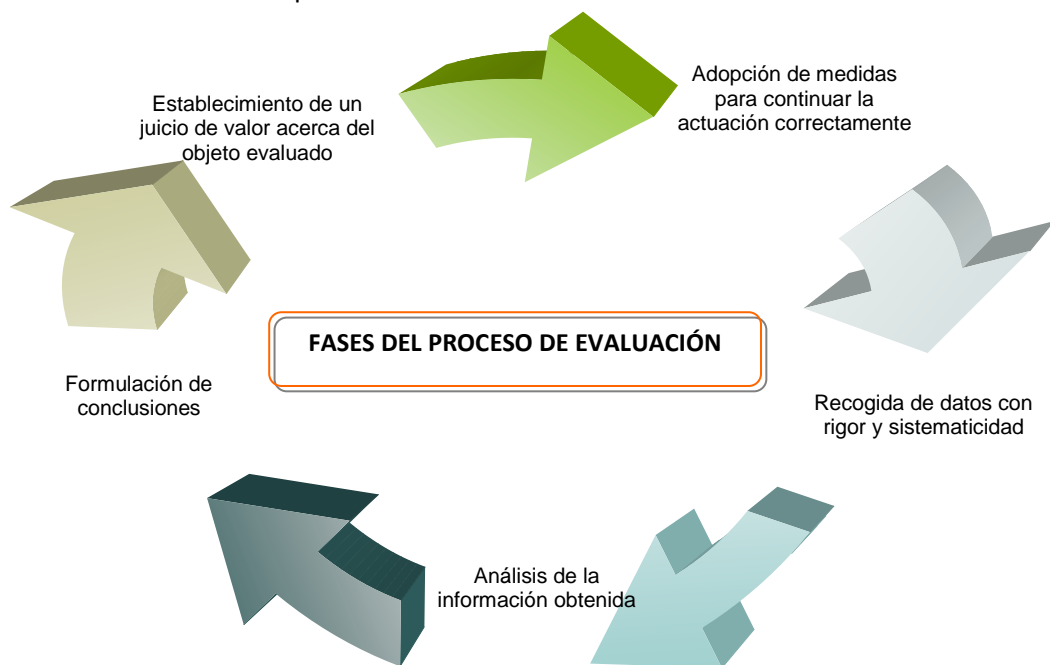 Adopción de medidas
para continuar la
actuación correctamente
Establecimiento de un
juicio de valor acerca del
objeto evaluado
FASES DEL PROCESO DE EVALUACIÓN
Formulación de
conclusiones
Recogida de datos con
rigor y sistematicidad
Análisis de la
información obtenida